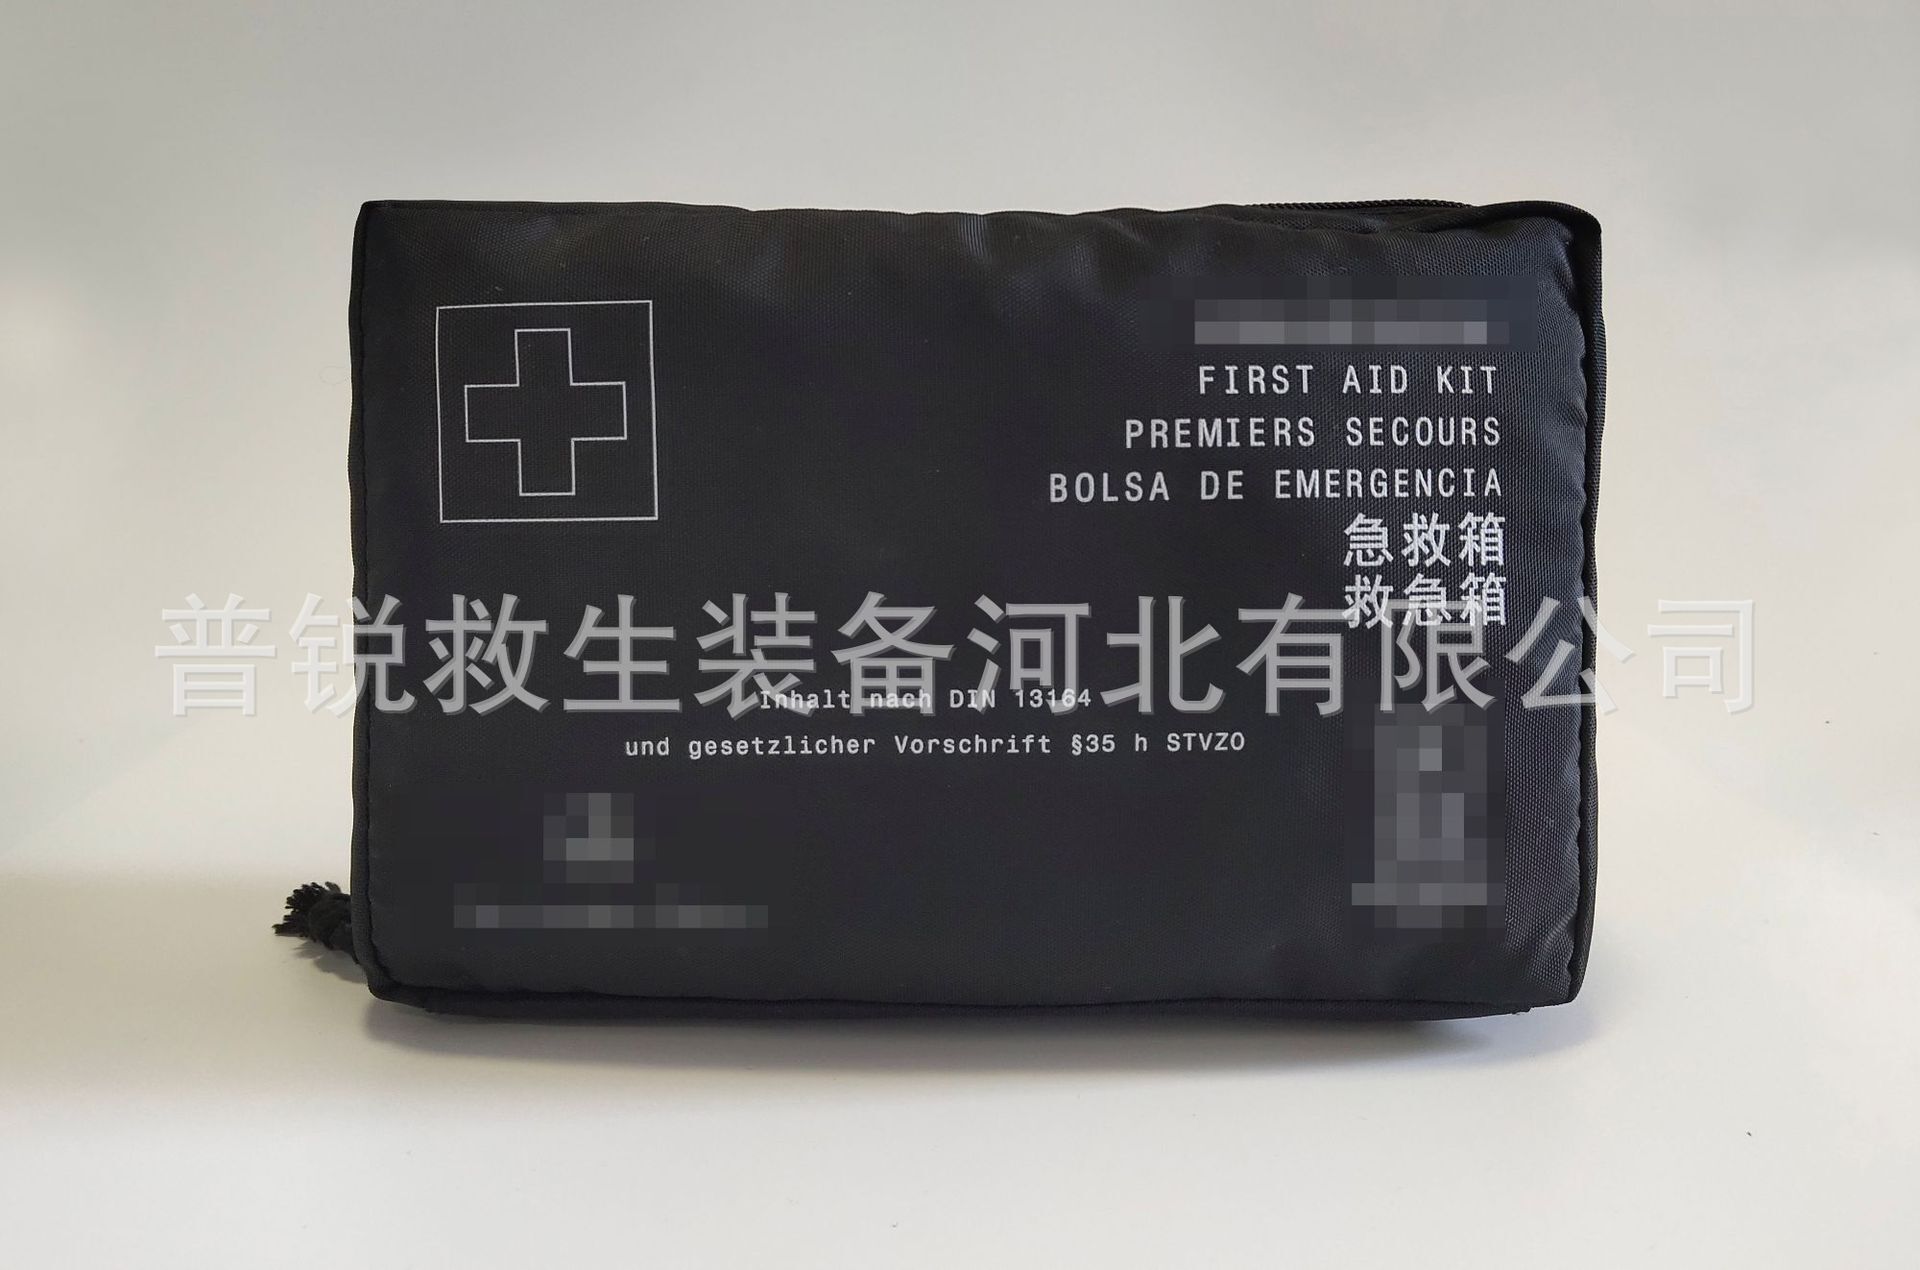 FIRST AID KIT
PREMIERS SECOURS
BOLSA DE EMERGENCIA
急救箱
救急箱
普锐救生装备河北有限公司
Inhalt nach DIN 13164
und gesetzlicher Vorschrift §35 h STVZO